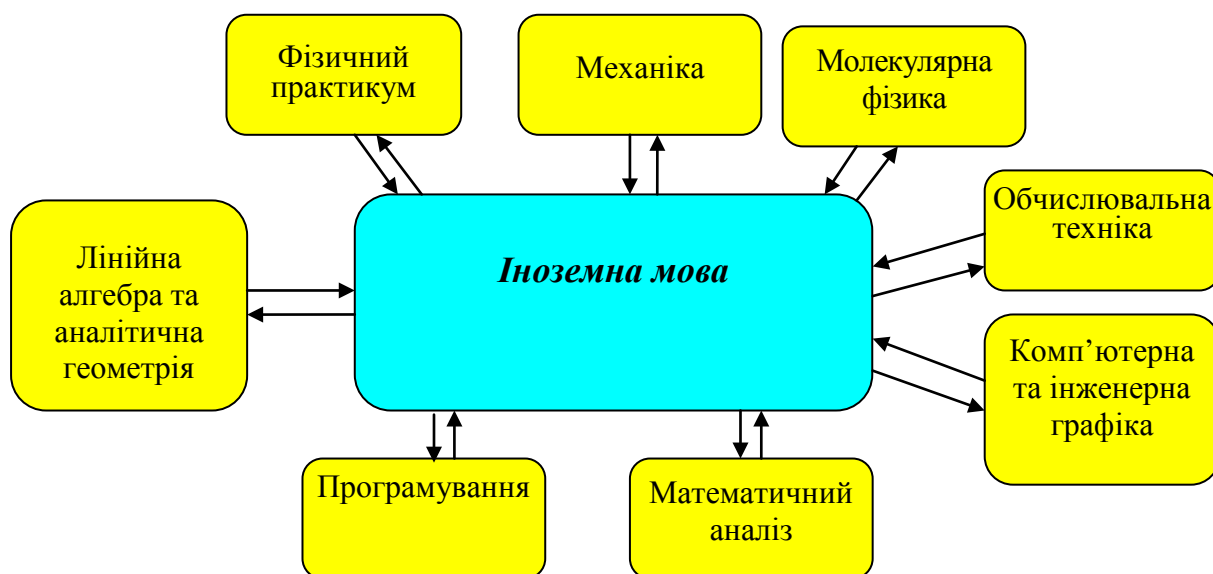 Фізичний
практикум
Механіка
Молекулярна
фізика
Обчислювальна
техніка
Лінійна
алгебра та
аналітична
геометрія
Іноземна мова
Комп’ютерна
та інженерна
графіка
Програмування
Математичний
аналіз